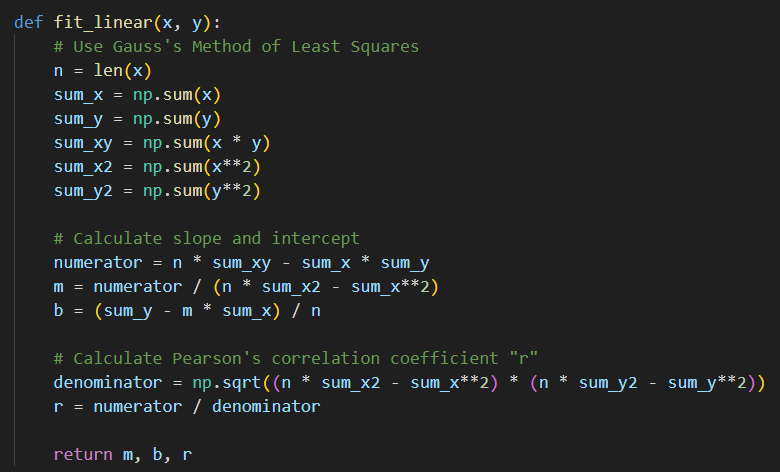 def fit_linear(x, y):
    # Use Gauss's Method of Least Squares
    n = len(x)
    sum_x = np.sum(x)
    sum_y = np.sum(y)
    sum_xy = np.sum(x * y)
    sum_x2 = np.sum(x**2)
    sum_y2 = np.sum(y**2)

    # Calculate slope and intercept
    numerator = n * sum_xy - sum_x * sum_y
    m = numerator / (n * sum_x2 - sum_x**2)
    b = (sum_y - m * sum_x) / n

    # Calculate Pearson's correlation coefficient "r"
    denominator = np.sqrt((n * sum_x2 - sum_x**2) * (n * sum_y2 - sum_y**2))
    r = numerator / denominator

    return m, b, r